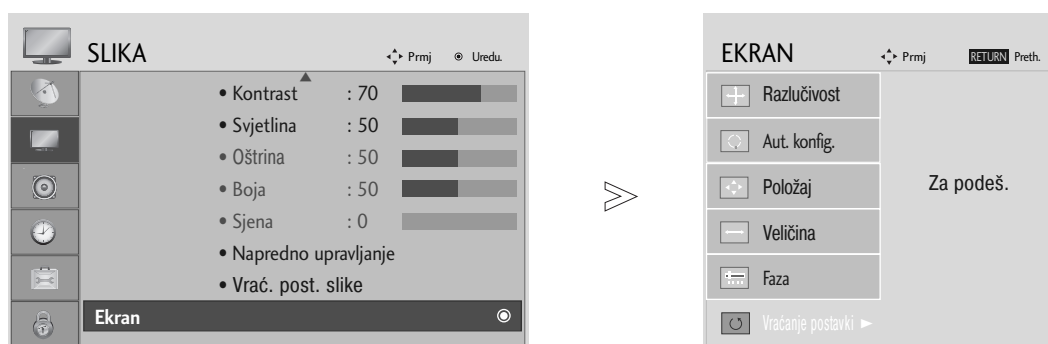 SLIKA
Prmj Uredu.
• Kontrast : 70
• Svjetlina : 50
• Oštrina : 50
• Boja : 50
• Sjena : 0
• Napredno upravljanje
• Vrać. post. slike
Ekran
EKRAN
Prmj RETURN Preth.
Razlučivost
Aut. konfig.
Položaj
Veličina
Faza
Vraćanje postavki ►
Za podeš.